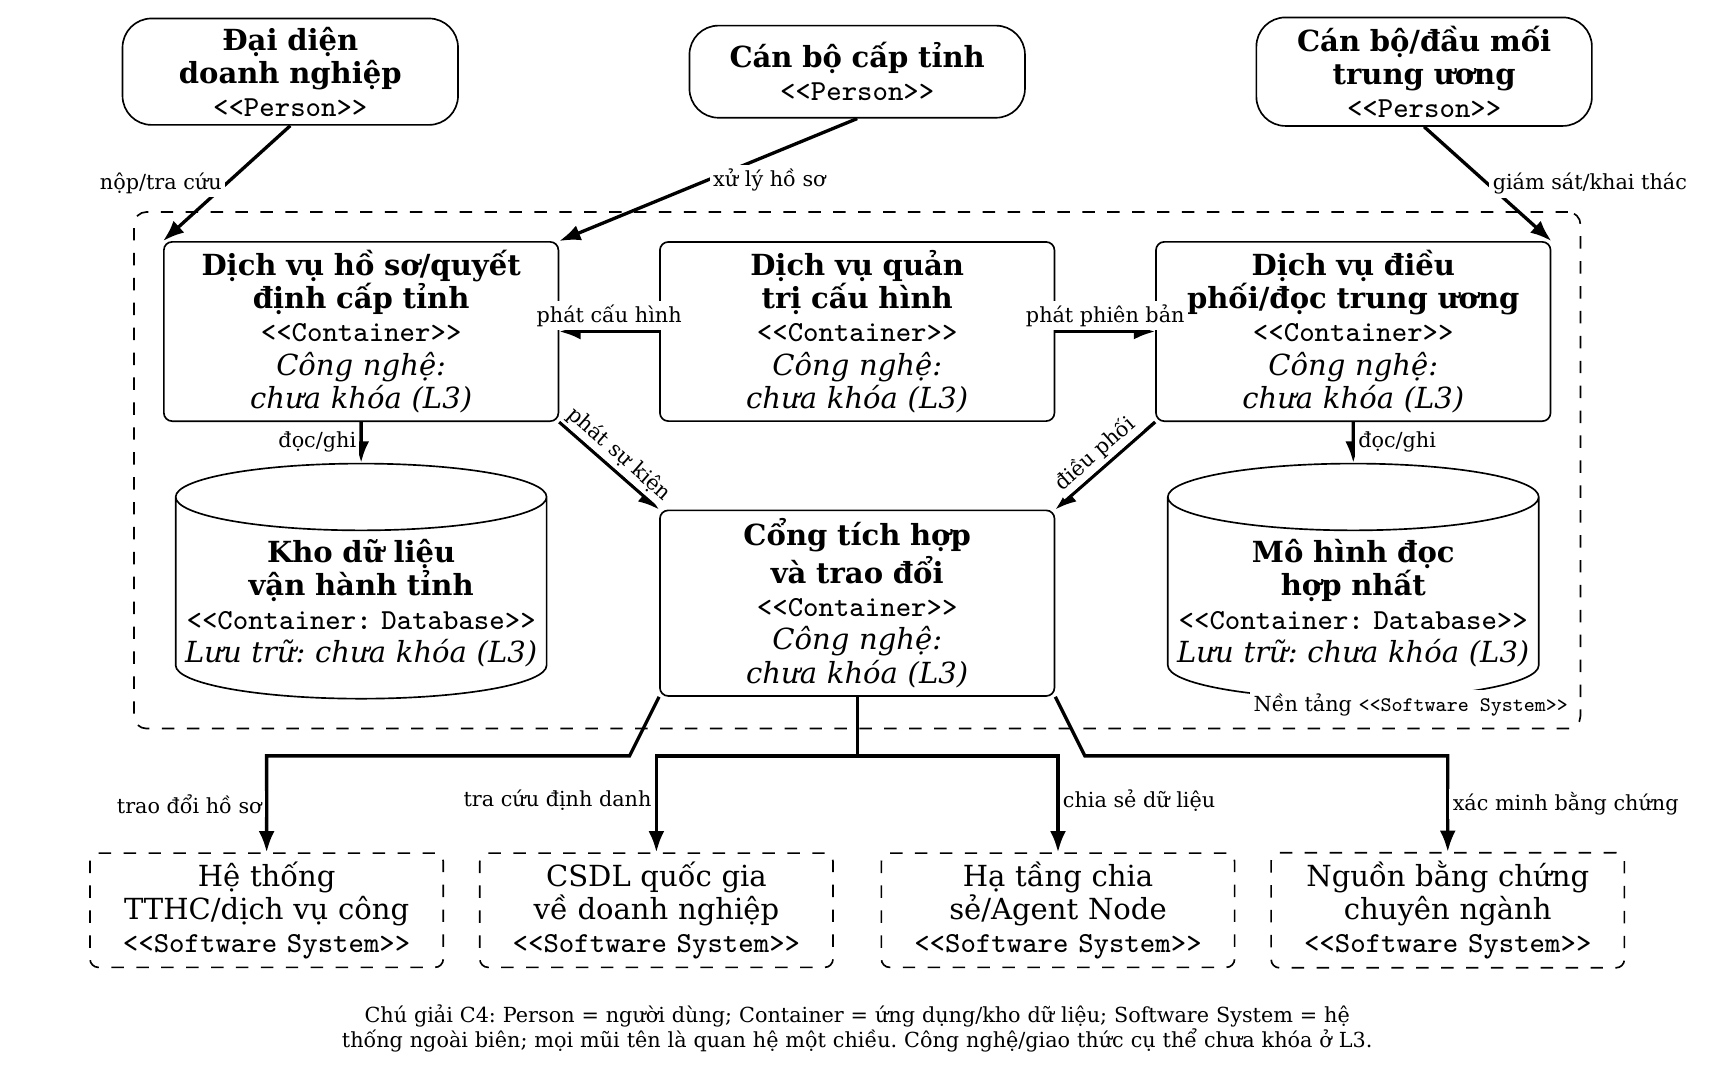 Đại diện
doanh nghiệp
<<Person>>
Cán bộ cấp tỉnh
<<Person>>
Cán bộ/đầu mối
trung ương
<<Person>>
nộp/tra cứu
xử lý hồ sơ
giám sát/khai thác
Dịch vụ hồ sơ/quyết
định cấp tỉnh
<<Container>>
Công nghệ:
chưa khóa (L3)
phát cấu hình
Dịch vụ quản
trị cấu hình
<<Container>>
Công nghệ:
chưa khóa (L3)
phát phiên bản
Dịch vụ điều
phối/đọc trung ương
<<Container>>
Công nghệ:
chưa khóa (L3)
đọc/ghi
phát sự kiện
điều phối
đọc/ghi
Kho dữ liệu
vận hành tỉnh
<<Container: Database>>
Lưu trữ: chưa khóa (L3)
Cổng tích hợp
và trao đổi
<<Container>>
Công nghệ:
chưa khóa (L3)
Mô hình đọc
hợp nhất
<<Container: Database>>
Lưu trữ: chưa khóa (L3)
Nền tảng <<Software System>>
trao đổi hồ sơ
tra cứu định danh
chia sẻ dữ liệu
xác minh bằng chứng
Hệ thống
TTHC/dịch vụ công
<<Software System>>
CSDL quốc gia
về doanh nghiệp
<<Software System>>
Hạ tầng chia
sẻ/Agent Node
<<Software System>>
Nguồn bằng chứng
chuyên ngành
<<Software System>>
Chú giải C4: Person = người dùng; Container = ứng dụng/kho dữ liệu; Software System = hệ
thống ngoài biên; mọi mũi tên là quan hệ một chiều. Công nghệ/giao thức cụ thể chưa khóa ở L3.